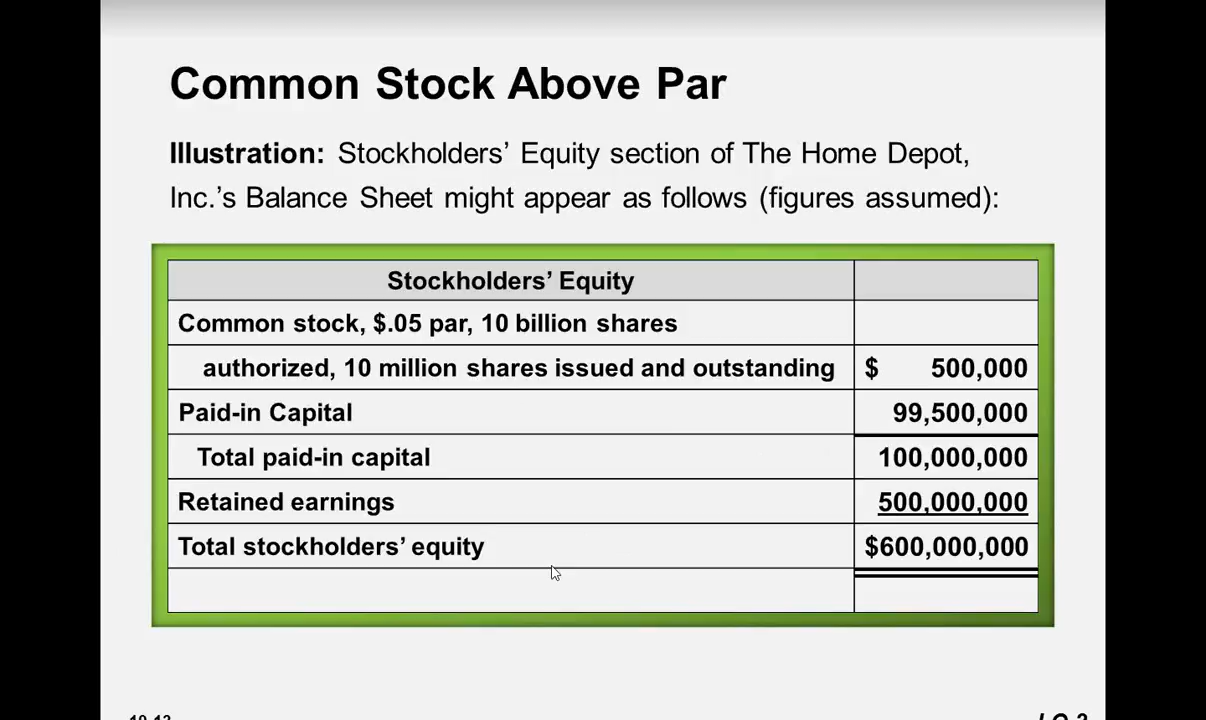 Common Stock Above Par
Illustration: Stockholders’ Equity section of The Home Depot,
Inc.’s Balance Sheet might appear as follows (figures assumed):
Stockholders’ Equity
Common stock, $.05 par, 10 billion shares
authorized, 10 million shares issued and outstanding $ 500,000
Paid-in Capital 99,500,000
Total paid-in capital 100,000,000
Retained earnings 500,000,000
Total stockholders’ equity $600,000,000